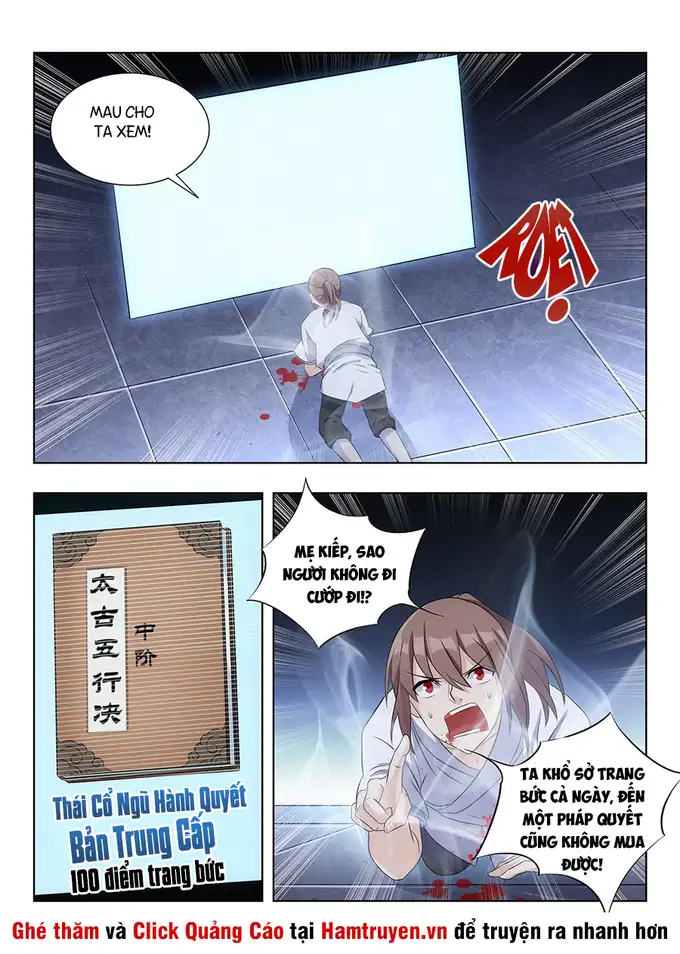 MAU CHO
TA XEM!
ROẸT
MẸ KIẾP, SAO
NGƯƠI KHÔNG ĐI
CƯỚP ĐI!?
太古五行决
中阶
Thái Cổ Ngũ Hành Quyết
Bản Trung Cấp
100 điểm trang bức
TA KHỔ SỞ TRANG
BỨC CẢ NGÀY, ĐẾN
MỘT PHÁP QUYẾT
CŨNG KHÔNG MUA
ĐƯỢC!
Ghé thăm và Click Quảng Cáo tại Hamtruyen.vn để truyện ra nhanh hơn